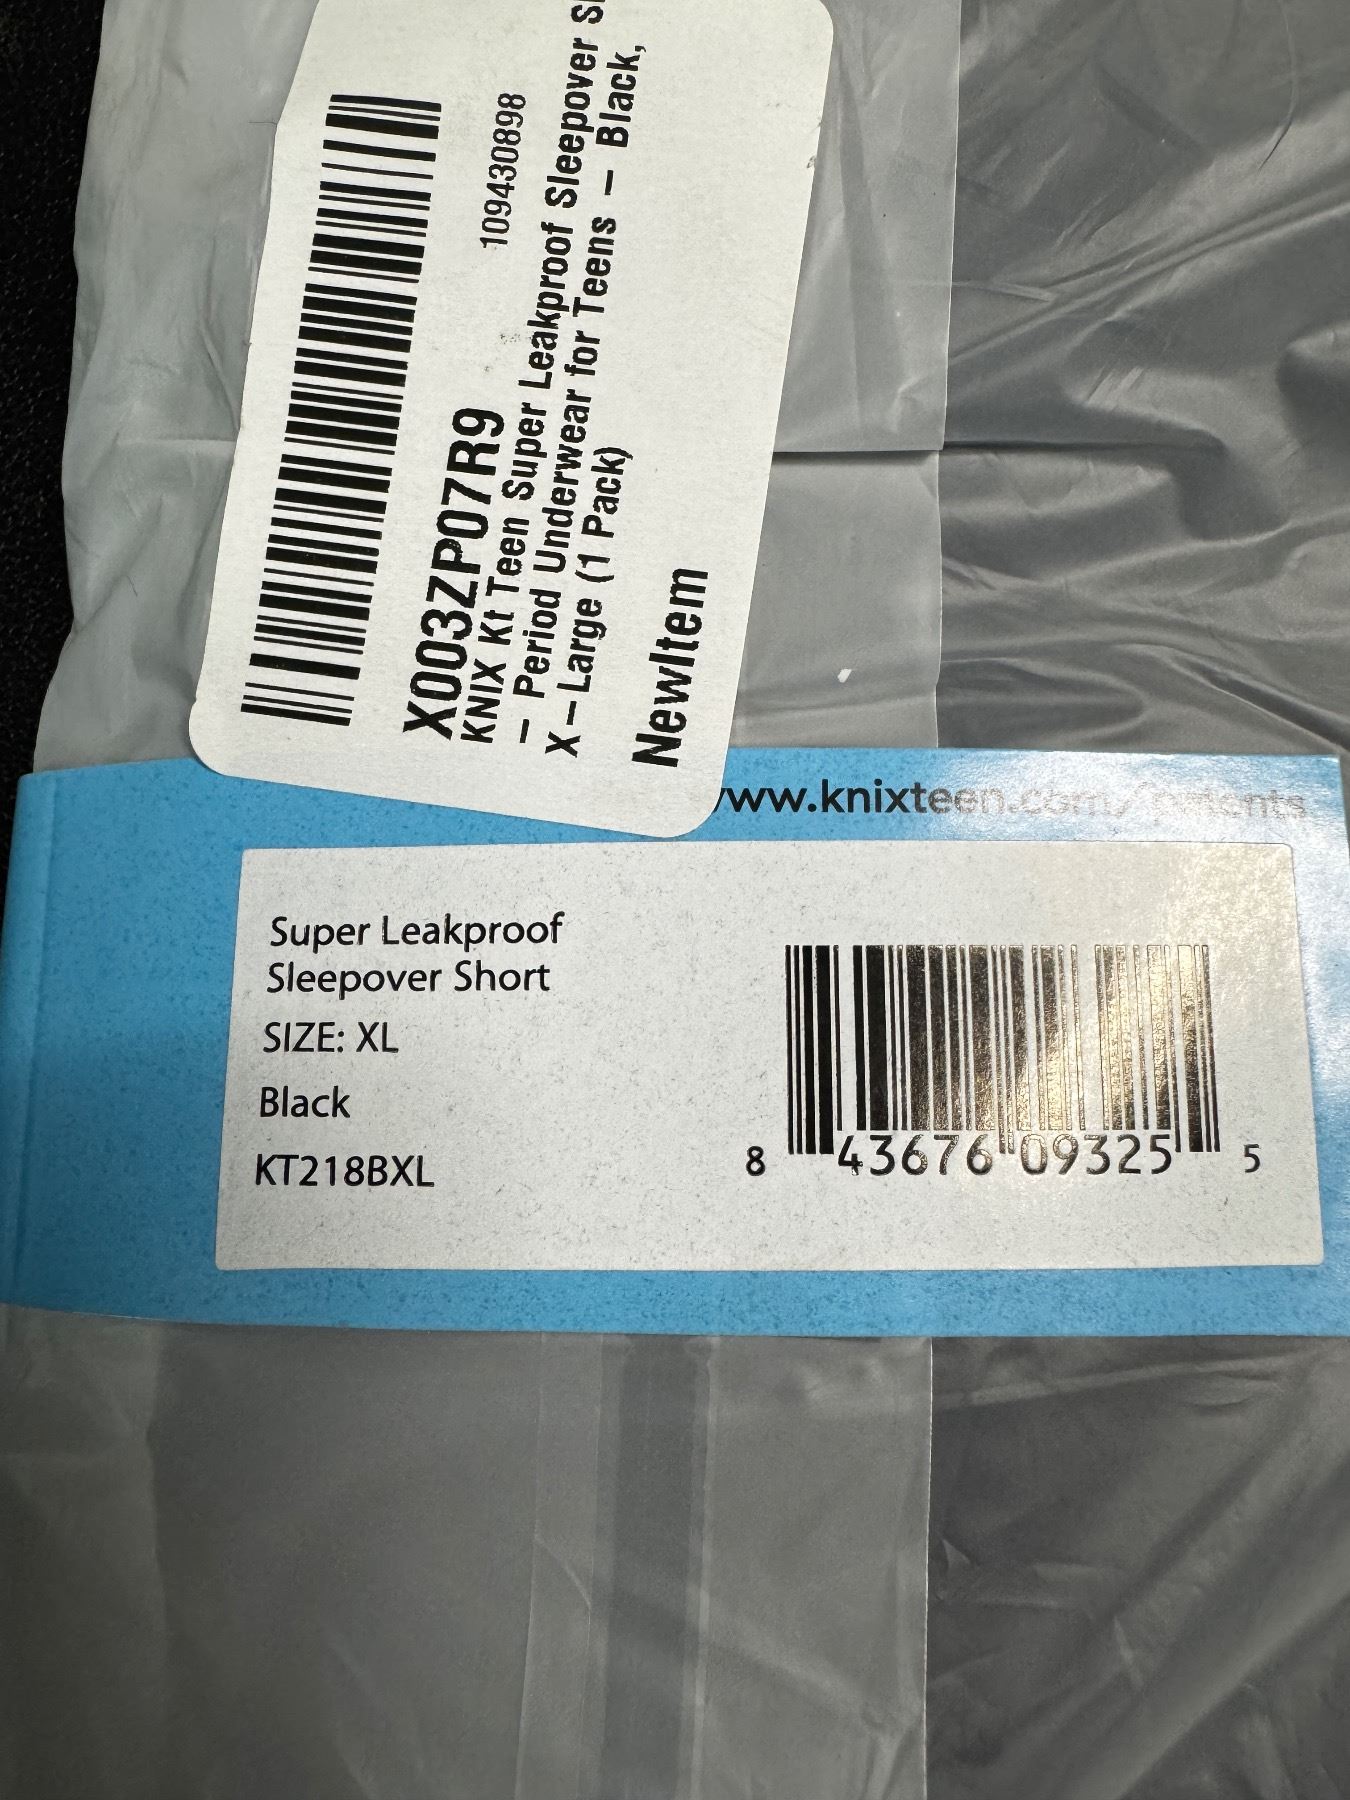 109430898
X003ZP07R9
KNIX Kt Teen Super Leakproof Sleepover
– Period Underwear for Teens – Black,
X–Large (1 Pack)
NewItem
www.knixteen.com/patents
Super Leakproof
Sleepover Short
SIZE: XL
Black
KT218BXL
8 43676 09325 5